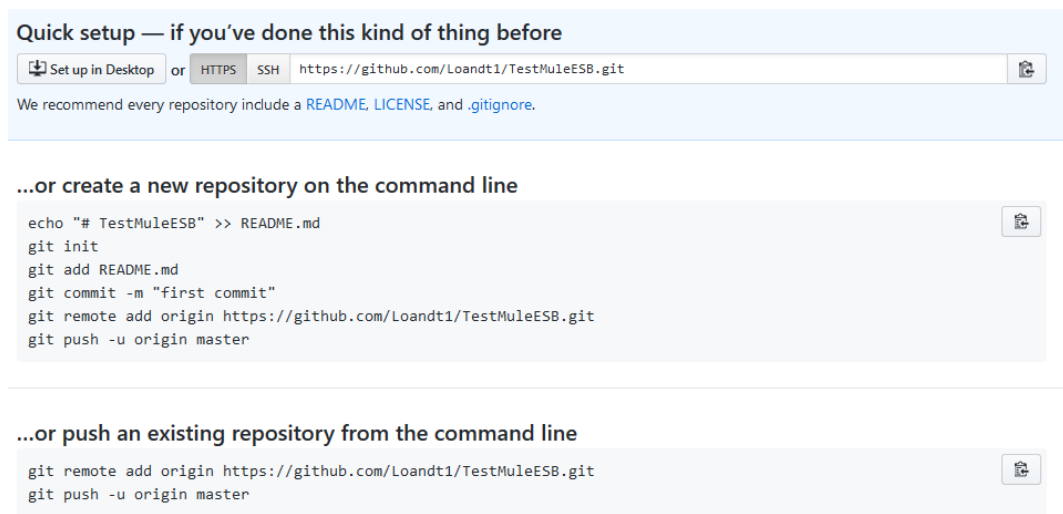 Quick setup — if you’ve done this kind of thing before
Set up in Desktop or HTTPS SSH https://github.com/Loandt1/TestMuleESB.git
We recommend every repository include a README, LICENSE, and .gitignore.
…or create a new repository on the command line
echo "# TestMuleESB" >> README.md
git init
git add README.md
git commit -m "first commit"
git remote add origin https://github.com/Loandt1/TestMuleESB.git
git push -u origin master
…or push an existing repository from the command line
git remote add origin https://github.com/Loandt1/TestMuleESB.git
git push -u origin master